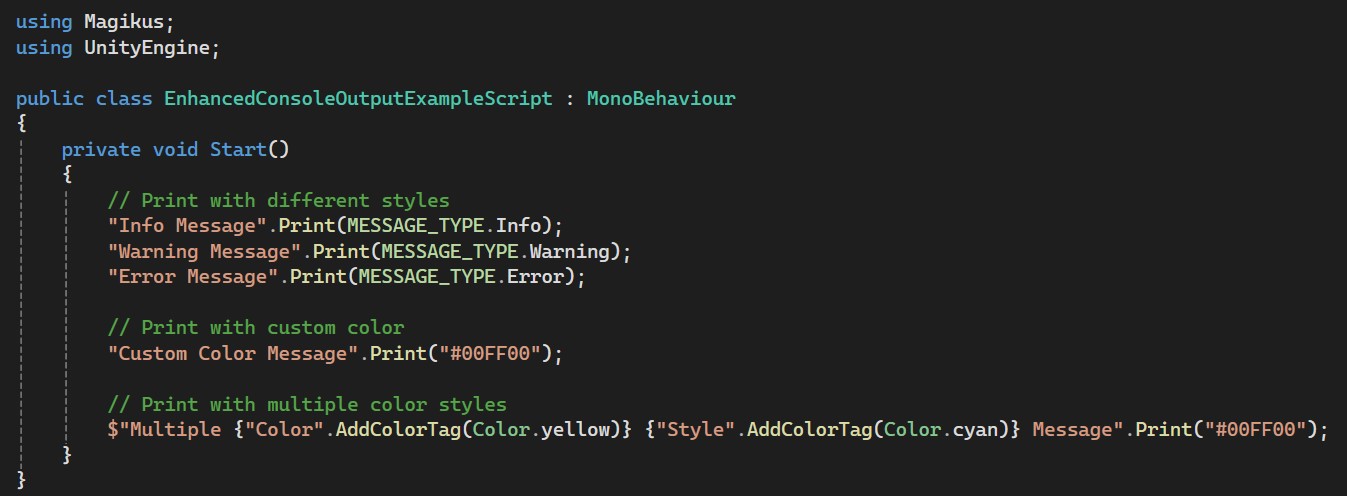 using Magikus;
using UnityEngine;

public class EnhancedConsoleOutputExampleScript : MonoBehaviour
{
    private void Start()
    {
        // Print with different styles
        "Info Message".Print(MESSAGE_TYPE.Info);
        "Warning Message".Print(MESSAGE_TYPE.Warning);
        "Error Message".Print(MESSAGE_TYPE.Error);

        // Print with custom color
        "Custom Color Message".Print("#00FF00");

        // Print with multiple color styles
        $"Multiple {"Color".AddColorTag(Color.yellow)} {"Style".AddColorTag(Color.cyan)} Message".Print("#00FF00");
    }
}